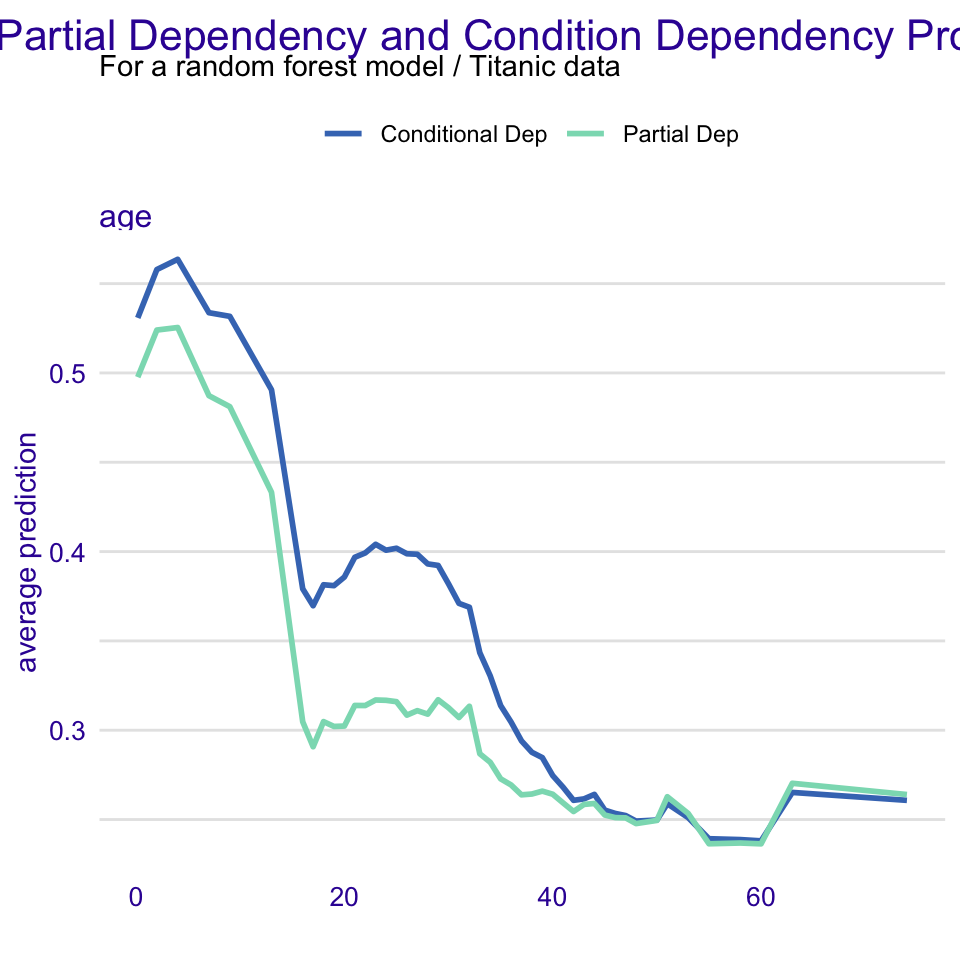 Partial Dependency and Condition Dependency Pro
For a random forest model / Titanic data
Conditional Dep Partial Dep
age
average prediction
0.5
0.4
0.3
0 20 40 60